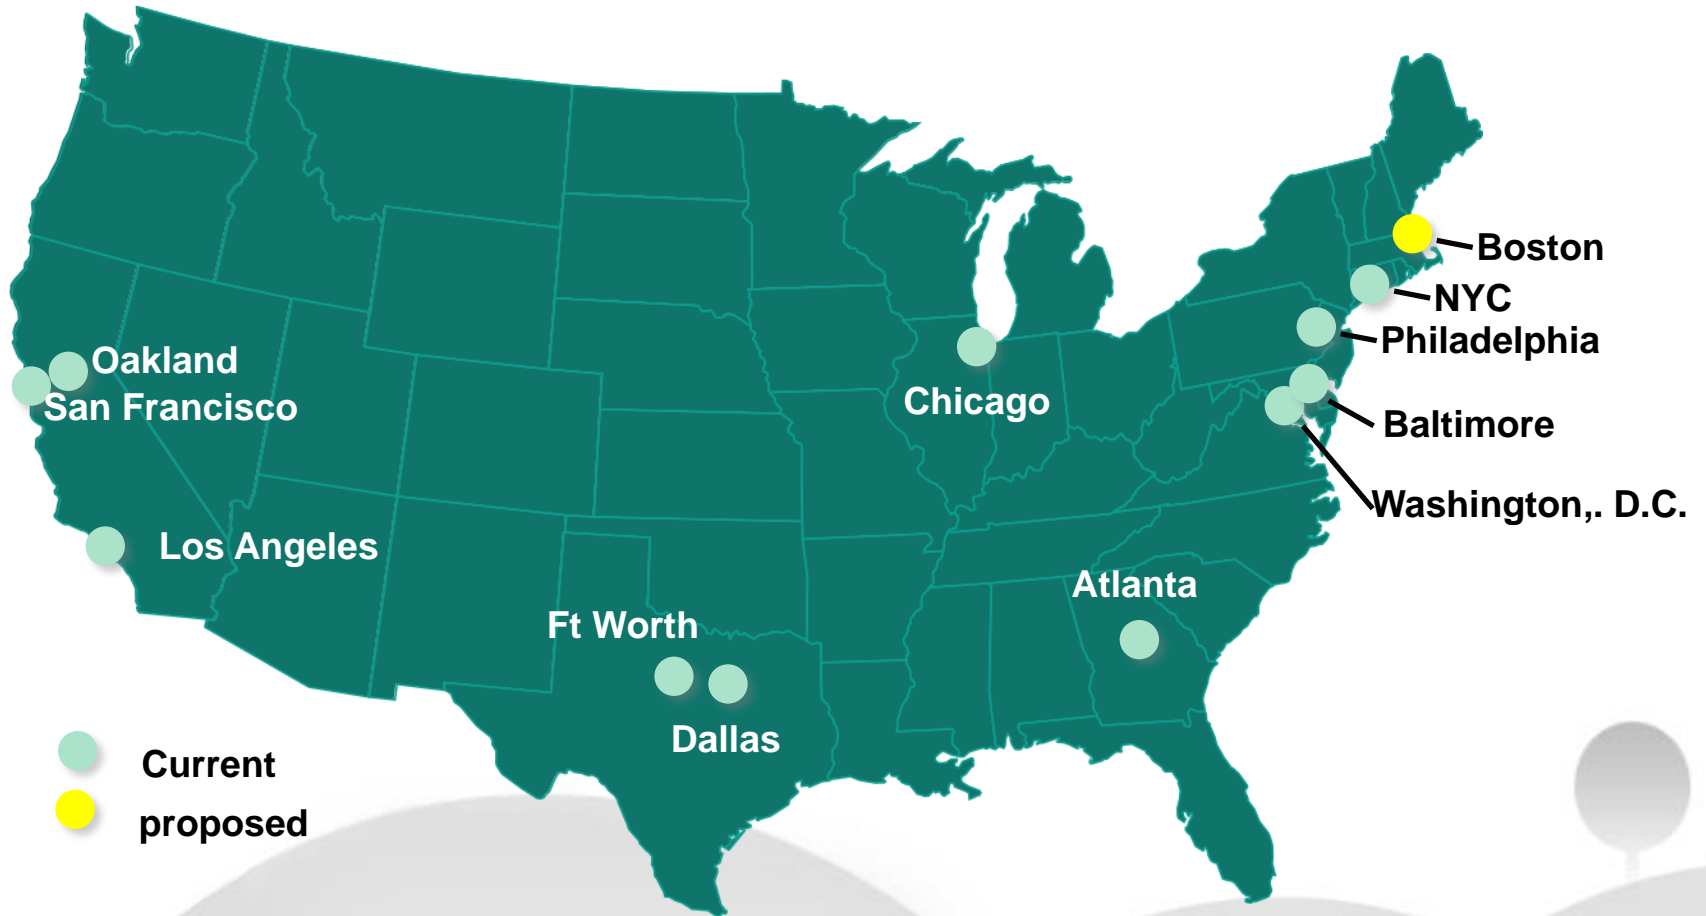 Boston
NYC
Philadelphia
Oakland
San Francisco
Chicago
Baltimore
Washington,. D.C.
Los Angeles
Atlanta
Ft Worth
Dallas
Current
proposed